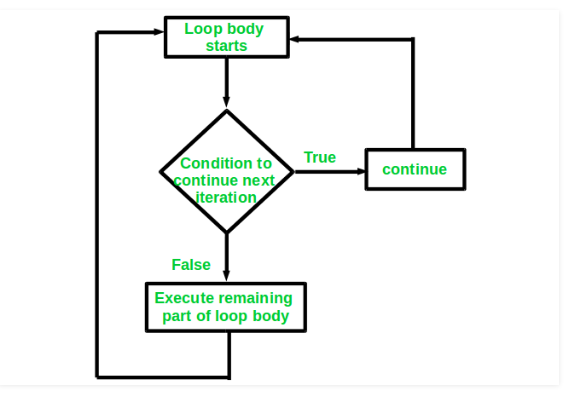 Loop body
starts
Condition to
continue next
iteration
True
continue
False
Execute remaining
part of loop body